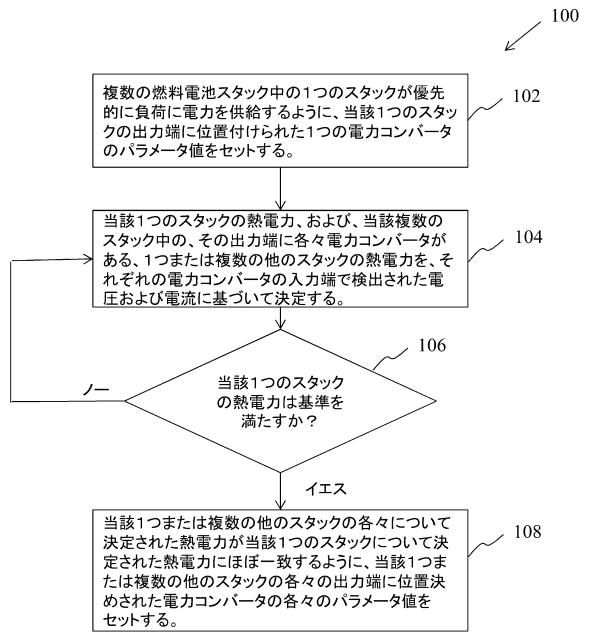 100
複数の燃料電池スタック中の1つのスタックが優先
的に負荷に電力を供給するように、当該1つのスタッ
クの出力端に位置付けられた1つの電力コンバータ
のパラメータ値をセットする。
102
当該1つのスタックの熱電力、および、当該複数の
スタック中の、その出力端に各々電力コンバータが
ある、1つまたは複数の他のスタックの熱電力を、そ
れぞれの電力コンバータの入力端で検出された電
圧および電流に基づいて決定する。
104
当該1つのスタック
の熱電力は基準を
満たすか?
106
ノー
イエス
当該1つまたは複数の他のスタックの各々について
決定された熱電力が当該1つのスタックについて決
定された熱電力にほぼ一致するように、当該1つま
たは複数の他のスタックの各々の出力端に位置決
めされた電力コンバータの各々のパラメータ値を
セットする。
108